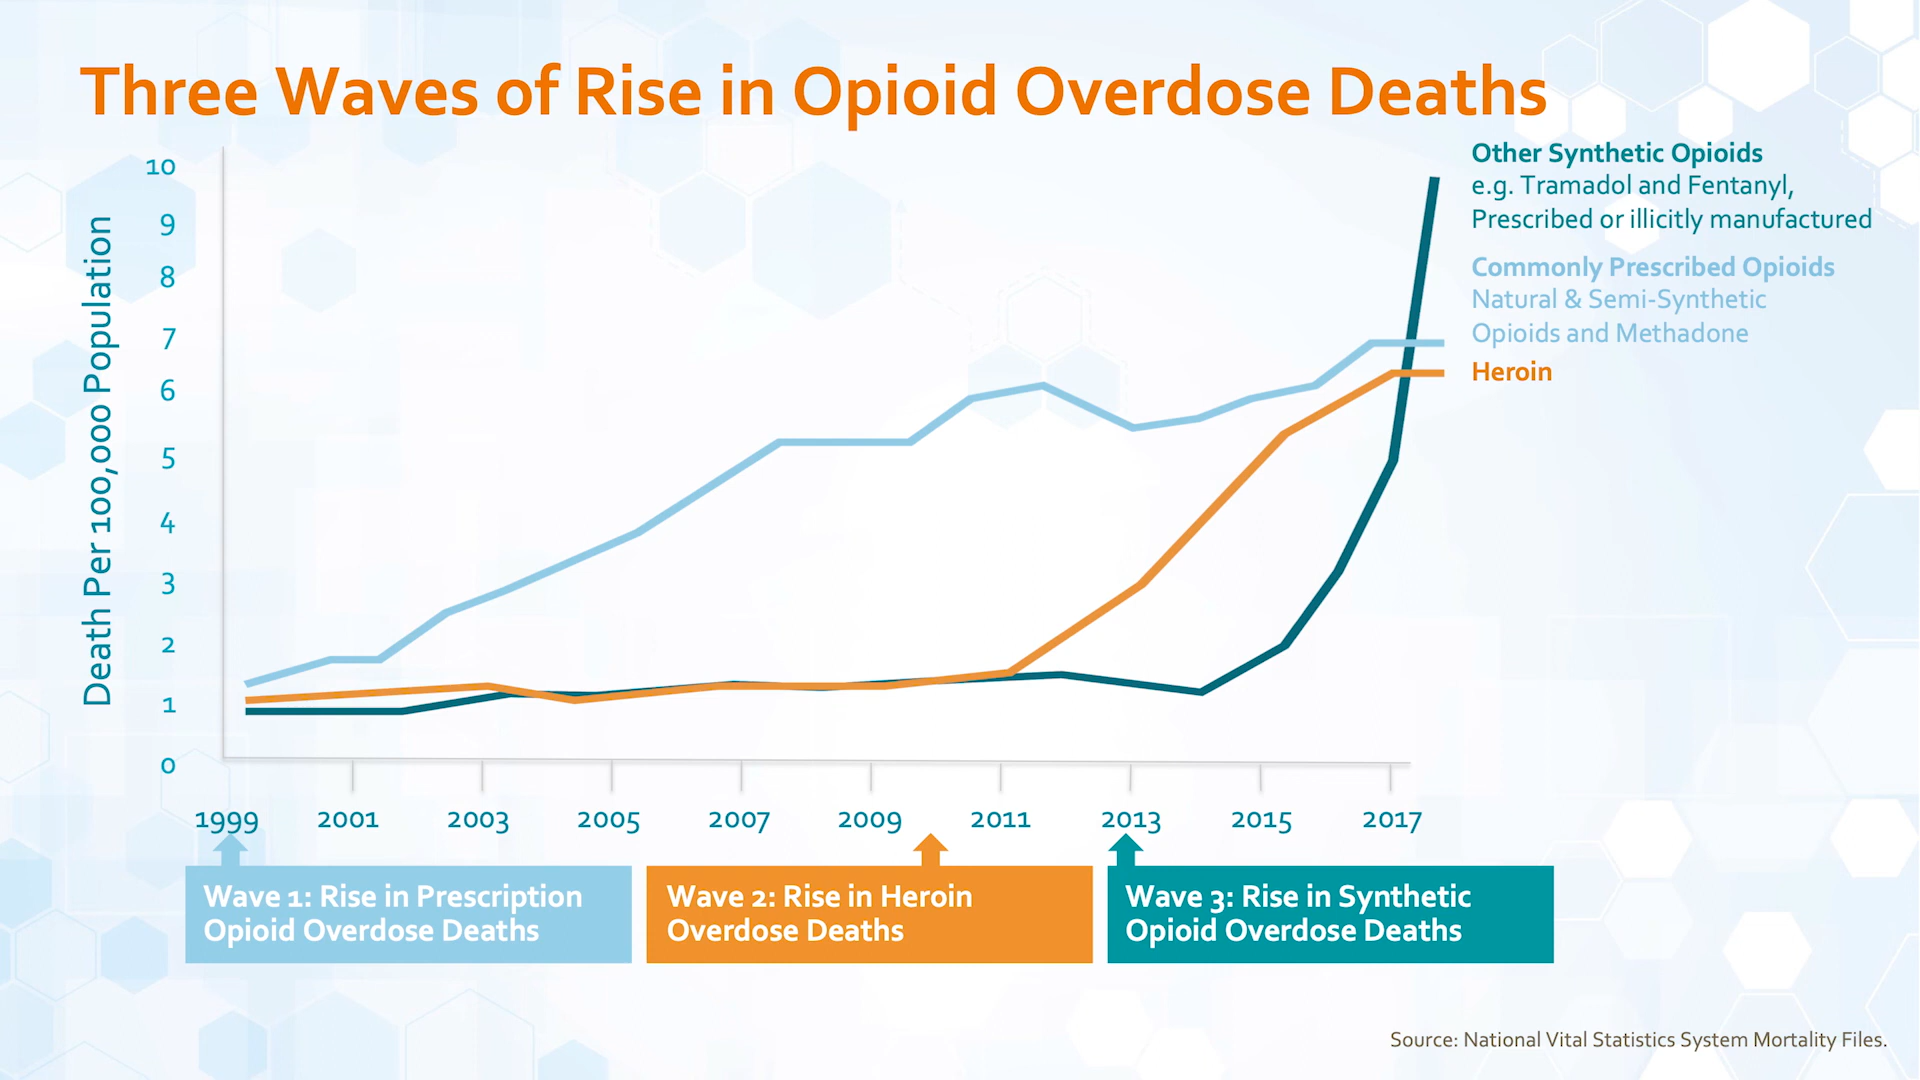 Three Waves of Rise in Opioid Overdose Deaths
Death Per 100,000 Population
10
9
8
7
6
5
4
3
2
1
0
1999 2001 2003 2005 2007 2009 2011 2013 2015 2017
Other Synthetic Opioids
e.g. Tramadol and Fentanyl,
Prescribed or illicitly manufactured
Commonly Prescribed Opioids
Natural & Semi-Synthetic
Opioids and Methadone
Heroin
Wave 1: Rise in Prescription
Opioid Overdose Deaths
Wave 2: Rise in Heroin
Overdose Deaths
Wave 3: Rise in Synthetic
Opioid Overdose Deaths
Source: National Vital Statistics System Mortality Files.